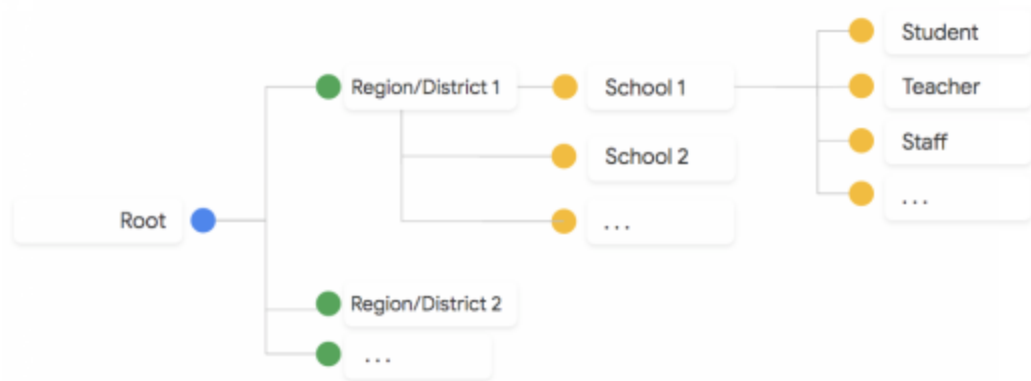 Student
Region/District 1
School 1
Teacher
School 2
Staff
...
Root
...
Region/District 2
...